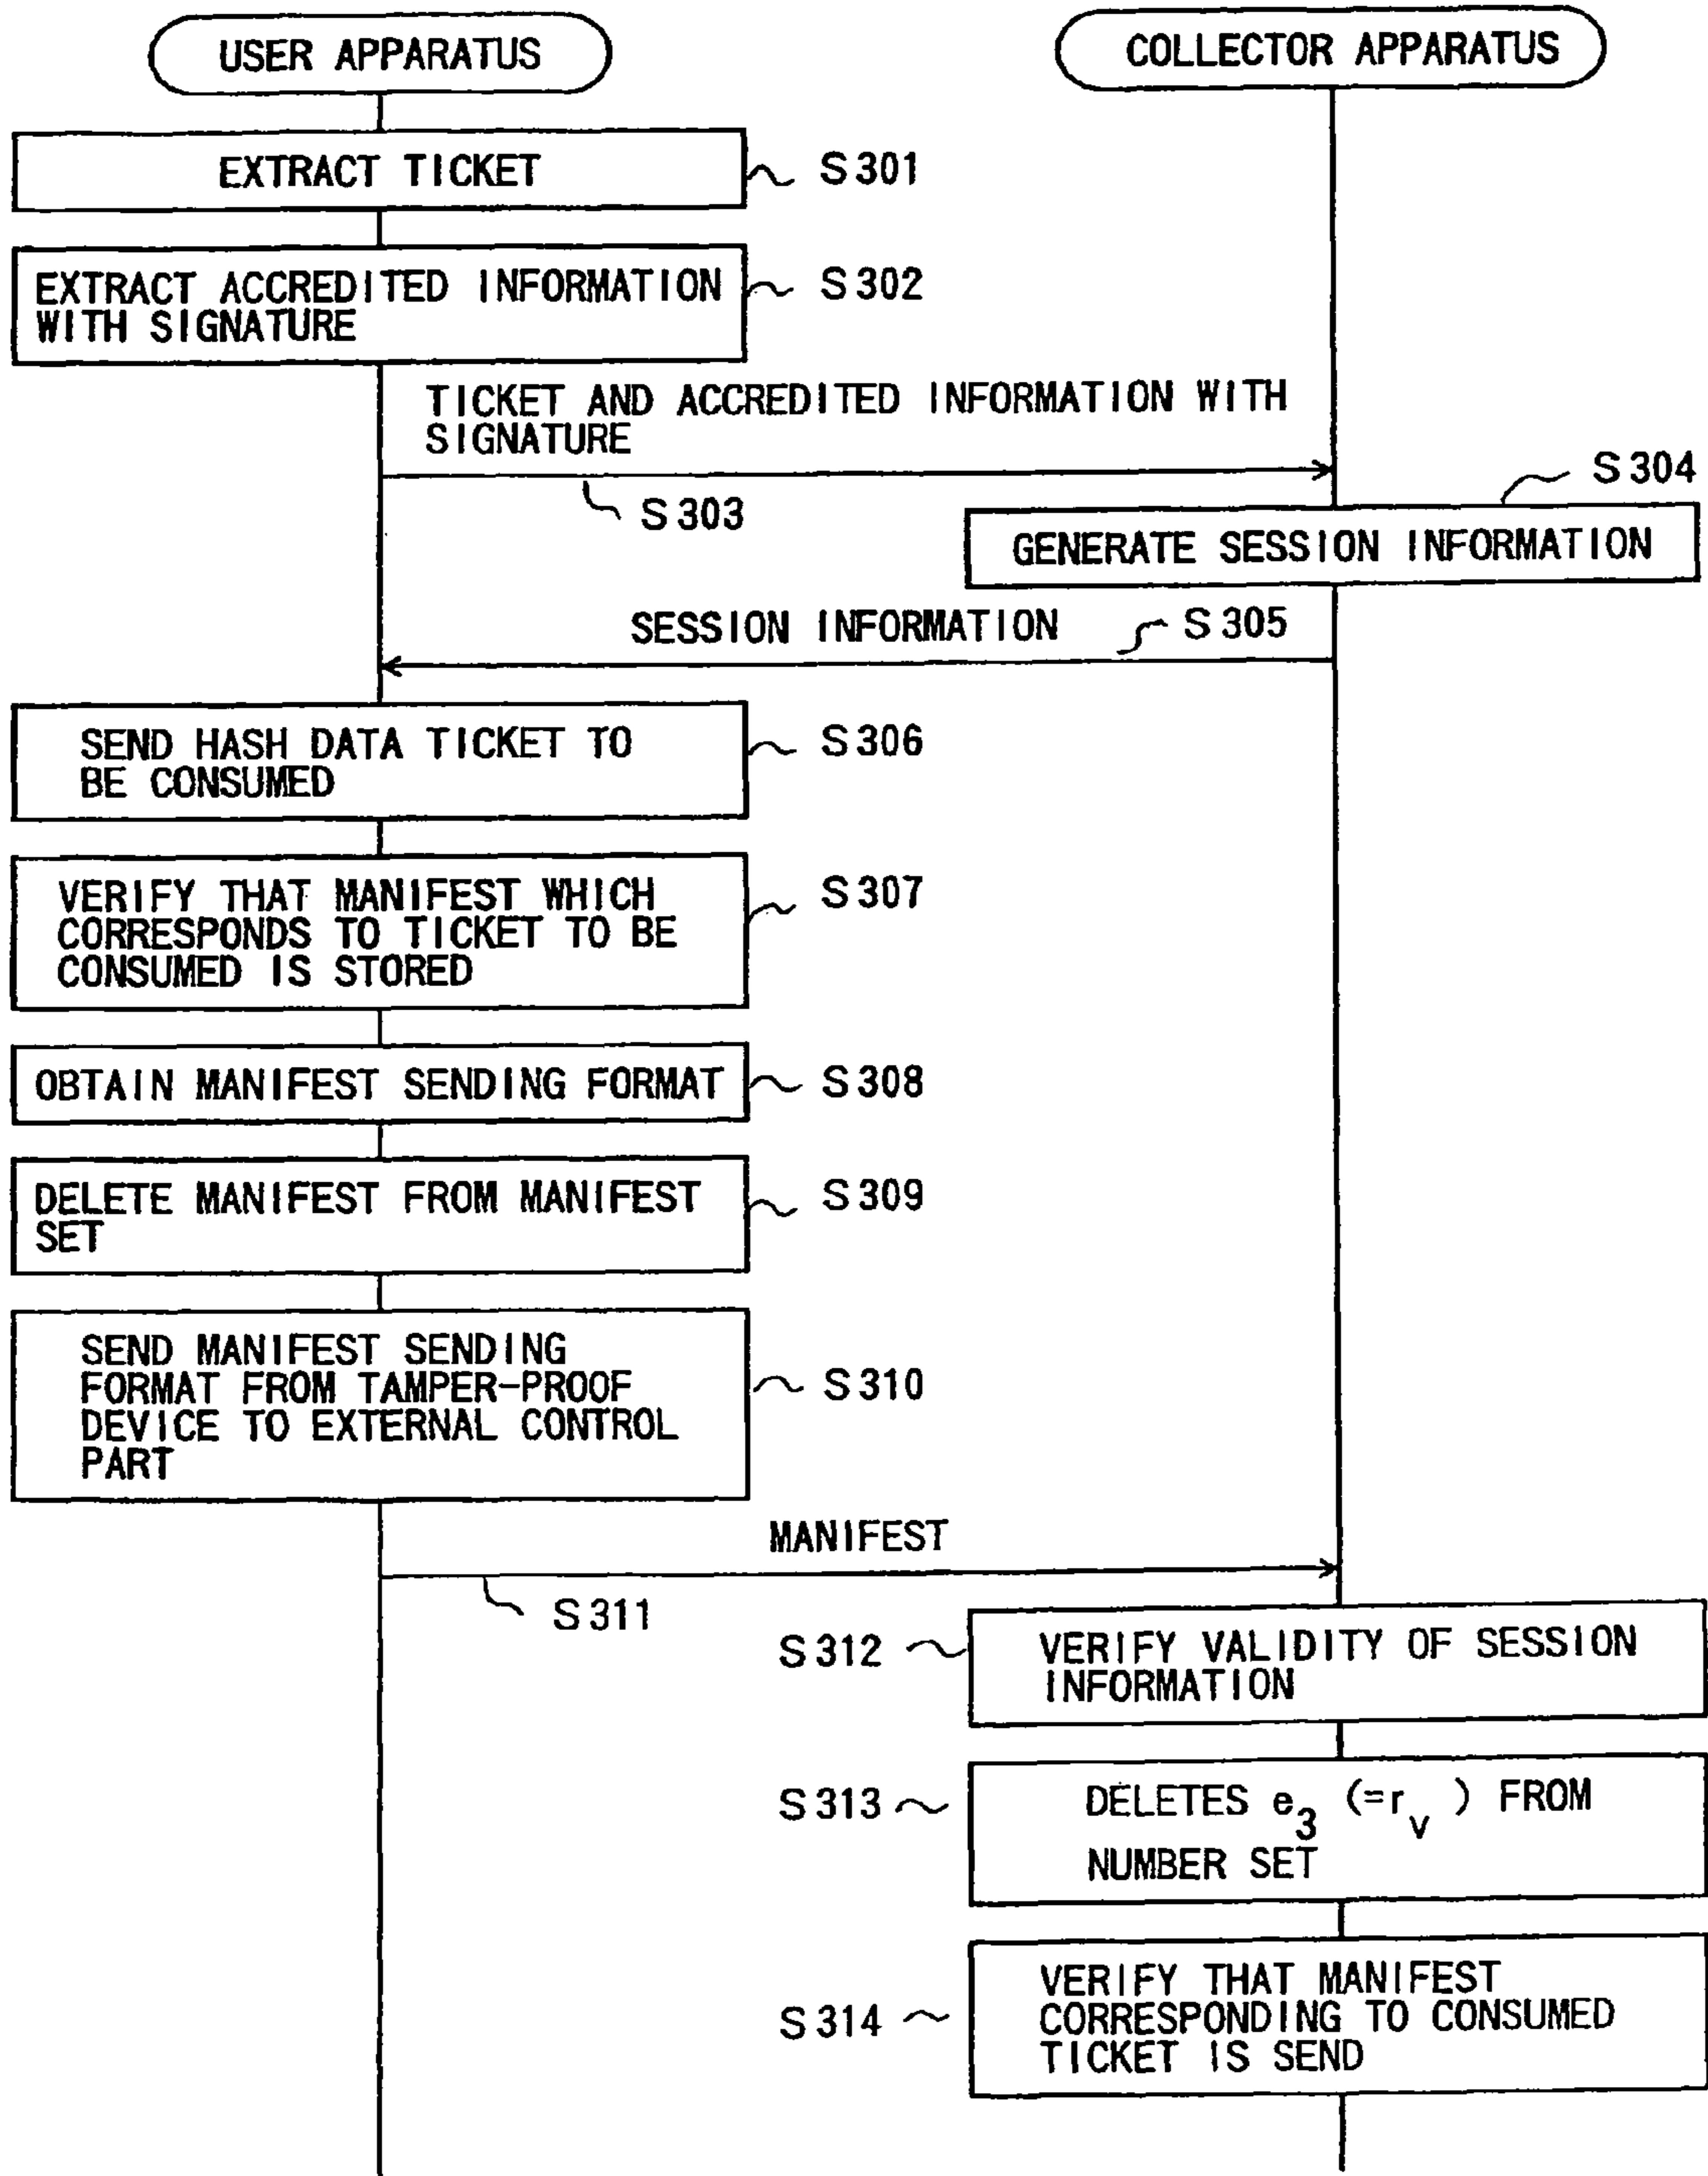 USER APPARATUS
COLLECTOR APPARATUS
EXTRACT TICKET
S301
EXTRACT ACCREDITED INFORMATION
WITH SIGNATURE
S302
TICKET AND ACCREDITED INFORMATION WITH
SIGNATURE
S303
S304
GENERATE SESSION INFORMATION
SESSION INFORMATION
S305
SEND HASH DATA TICKET TO
BE CONSUMED
S306
VERIFY THAT MANIFEST WHICH
CORRESPONDS TO TICKET TO BE
CONSUMED IS STORED
S307
OBTAIN MANIFEST SENDING FORMAT
S308
DELETE MANIFEST FROM MANIFEST
SET
S309
SEND MANIFEST SENDING
FORMAT FROM TAMPER-PROOF
DEVICE TO EXTERNAL CONTROL
PART
S310
MANIFEST
S311
S312
VERIFY VALIDITY OF SESSION
INFORMATION
S313
DELETES e3 (=rv ) FROM
NUMBER SET
S314
VERIFY THAT MANIFEST
CORRESPONDING TO CONSUMED
TICKET IS SEND